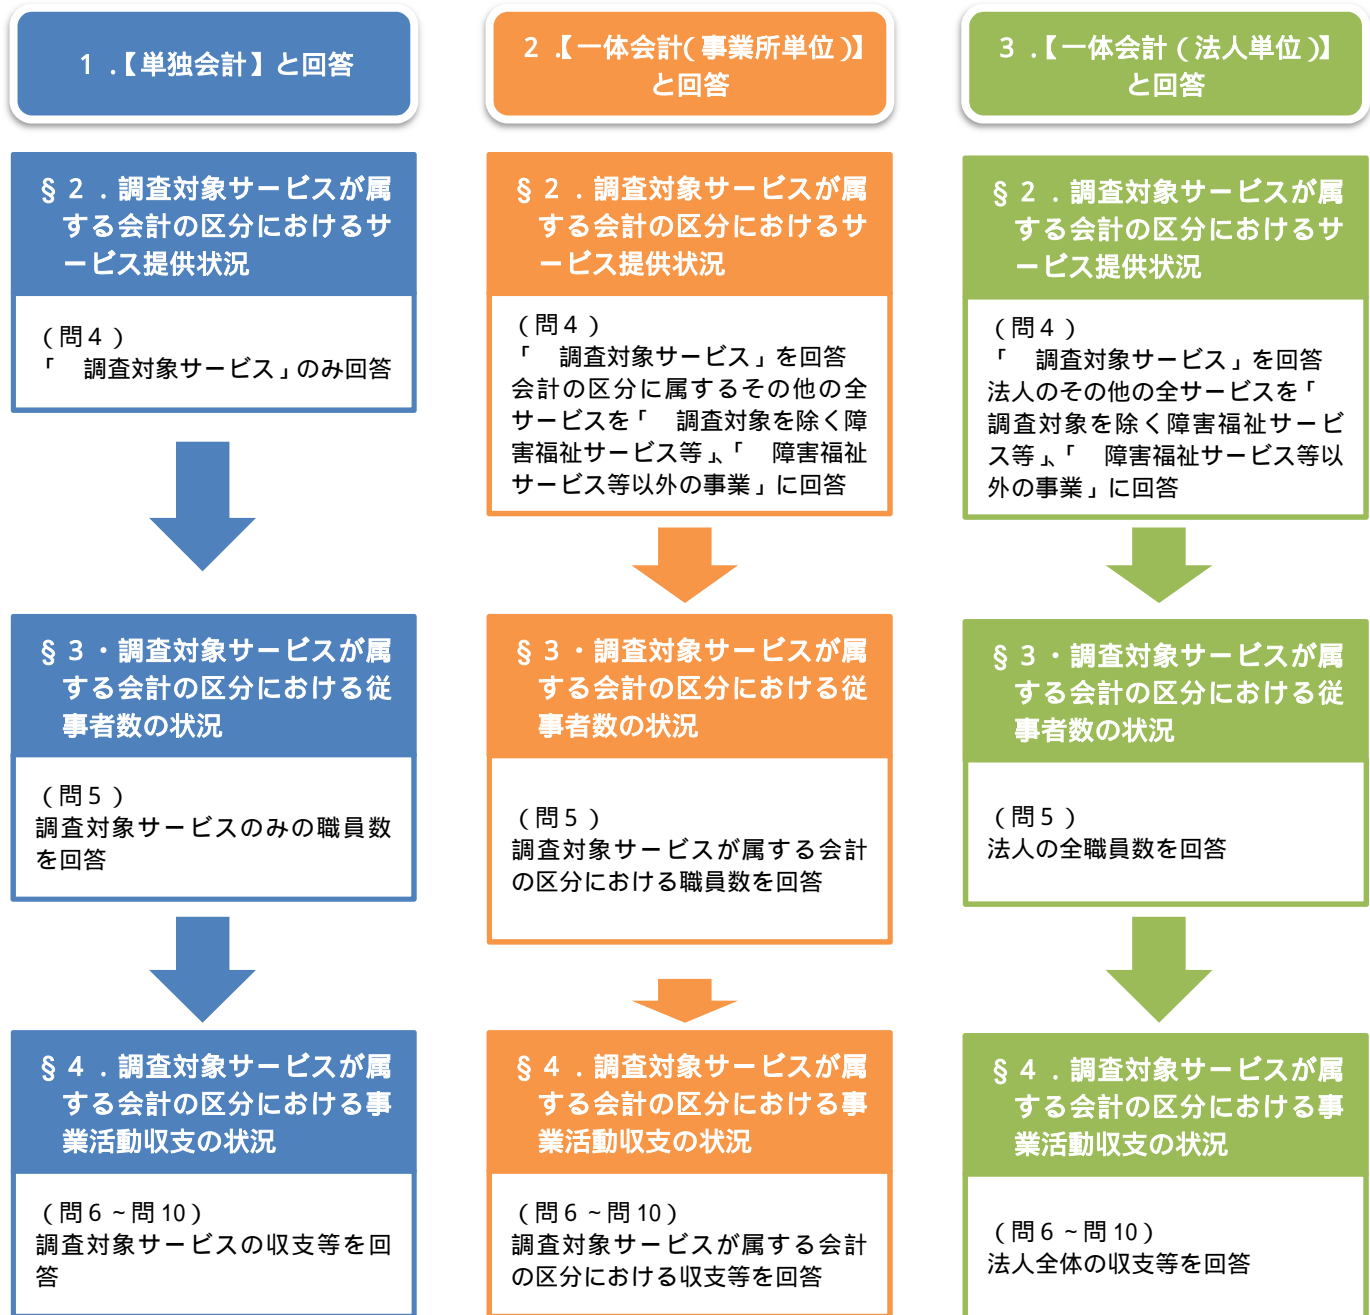 1.【単独会計】と回答
§2.調査対象サービスが属
する会計の区分におけるサ
ービス提供状況
(問4)
「 調査対象サービス」のみ回答
§3・調査対象サービスが属
する会計の区分における従
事者数の状況
(問5)
調査対象サービスのみの職員数
を回答
§4.調査対象サービスが属
する会計の区分における事
業活動収支の状況
(問6~問10)
調査対象サービスの収支等を回
答
2.【一体会計(事業所単位)】
と回答
§2.調査対象サービスが属
する会計の区分におけるサ
ービス提供状況
(問4)
「 調査対象サービス」を回答
会計の区分に属するその他の全
サービスを「 調査対象を除く障
害福祉サービス等」、「 障害福祉
サービス等以外の事業」に回答
§3・調査対象サービスが属
する会計の区分における従
事者数の状況
(問5)
調査対象サービスが属する会計
の区分における職員数を回答
§4.調査対象サービスが属
する会計の区分における事
業活動収支の状況
(問6~問10)
調査対象サービスが属する会計
の区分における収支等を回答
3.【一体会計(法人単位)】
と回答
§2.調査対象サービスが属
する会計の区分におけるサ
ービス提供状況
(問4)
「 調査対象サービス」を回答
法人のその他の全サービスを「
調査対象を除く障害福祉サービ
ス等」、「 障害福祉サービス等以
外の事業」に回答
§3・調査対象サービスが属
する会計の区分における従
事者数の状況
(問5)
法人の全職員数を回答
§4.調査対象サービスが属
する会計の区分における事
業活動収支の状況
(問6~問10)
法人全体の収支等を回答